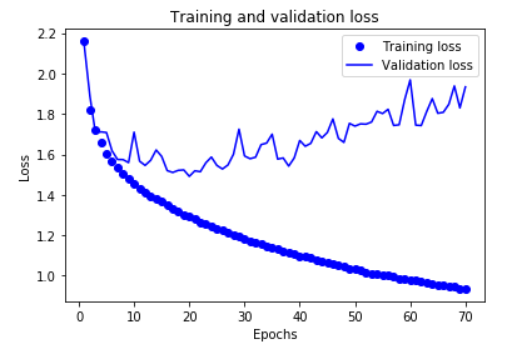 Training and validation loss
Training loss
Validation loss
Loss
2.2
2.0
1.8
1.6
1.4
1.2
1.0
0 10 20 30 40 50 60 70
Epochs